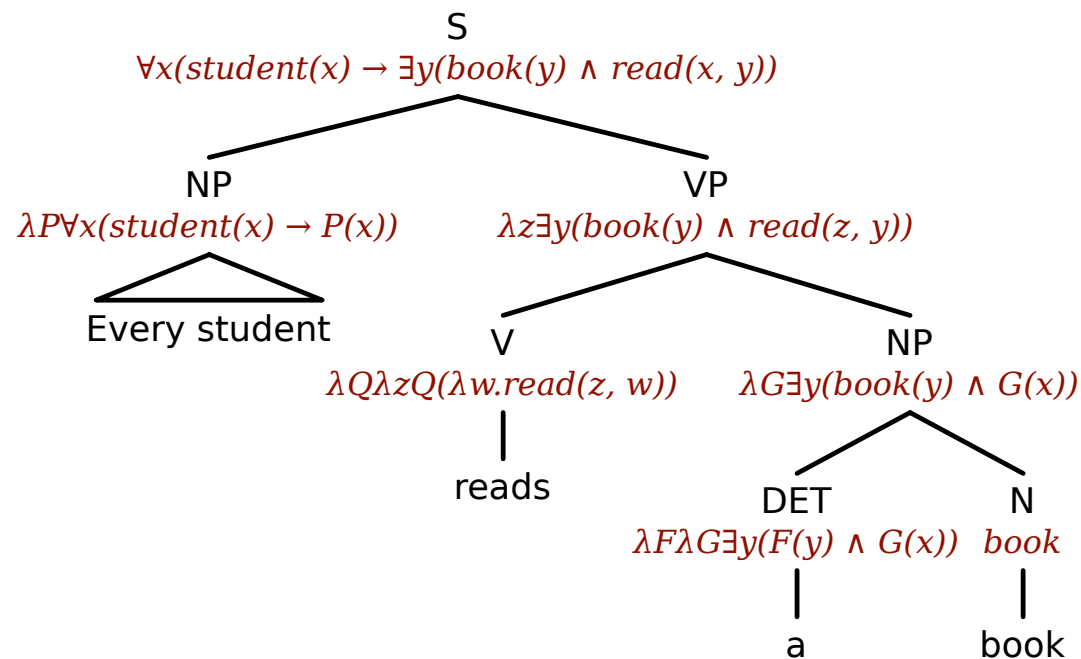 S
∀x(student(x) → ∃y(book(y) ∧ read(x, y))
NP VP
λP∀x(student(x) → P(x)) λz∃y(book(y) ∧ read(z, y))
Every student V NP
λQλzQ(λw.read(z, w)) λG∃y(book(y) ∧ G(x))
reads DET N
λFλG∃y(F(y) ∧ G(x)) book
a book